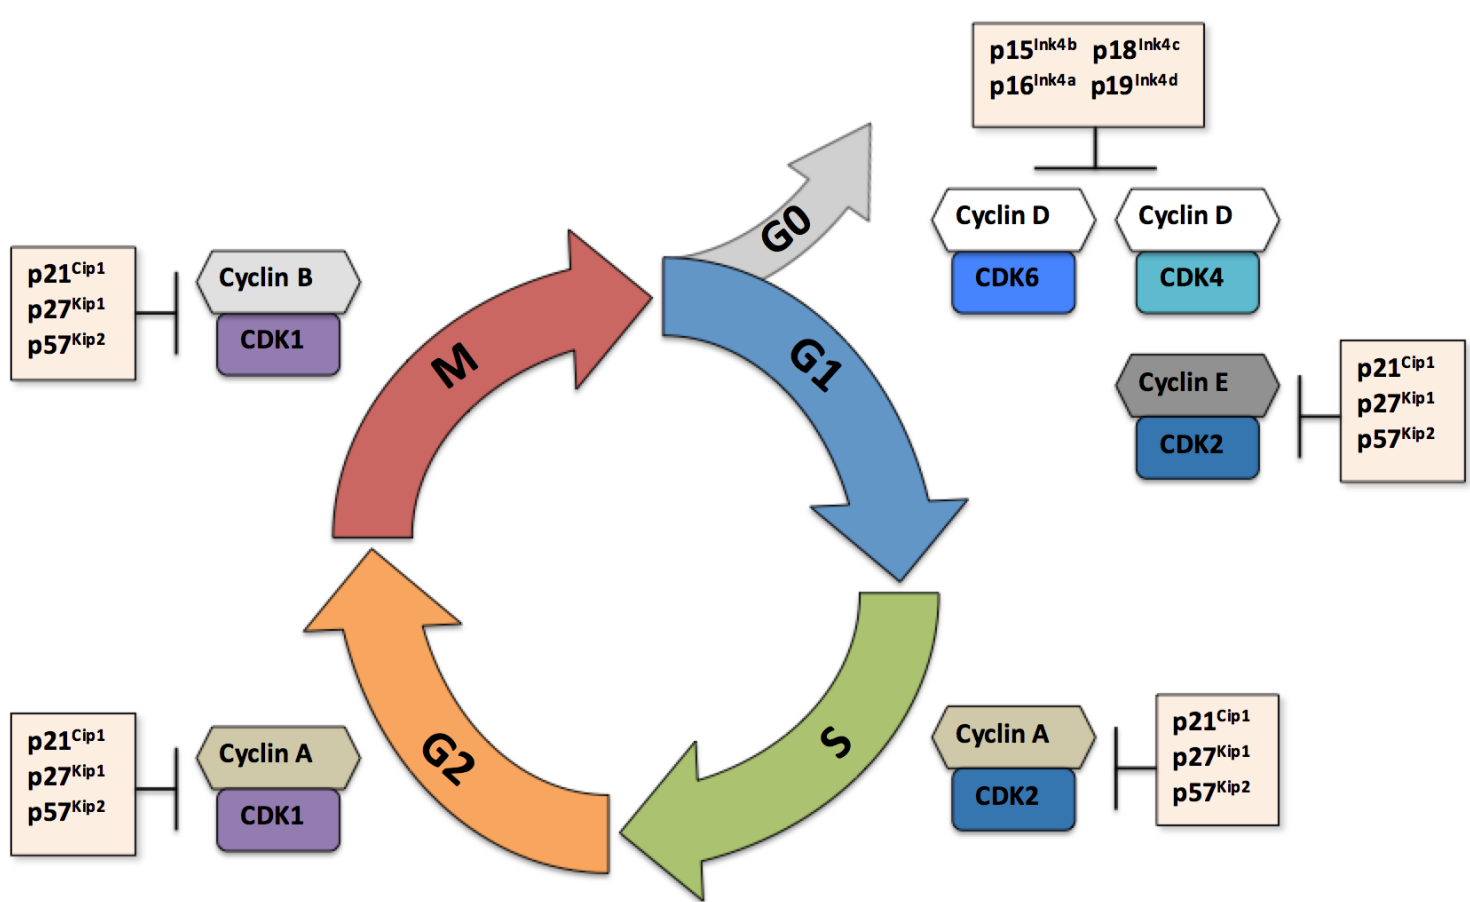 p15Ink4b p18Ink4c
p16Ink4a p19Ink4d
G0
Cyclin D
Cyclin D
CDK6
CDK4
p21Cip1
p27Kip1
p57Kip2
Cyclin B
CDK1
M
G1
Cyclin E
CDK2
p21Cip1
p27Kip1
p57Kip2
p21Cip1
p27Kip1
p57Kip2
Cyclin A
CDK1
G2
S
Cyclin A
CDK2
p21Cip1
p27Kip1
p57Kip2